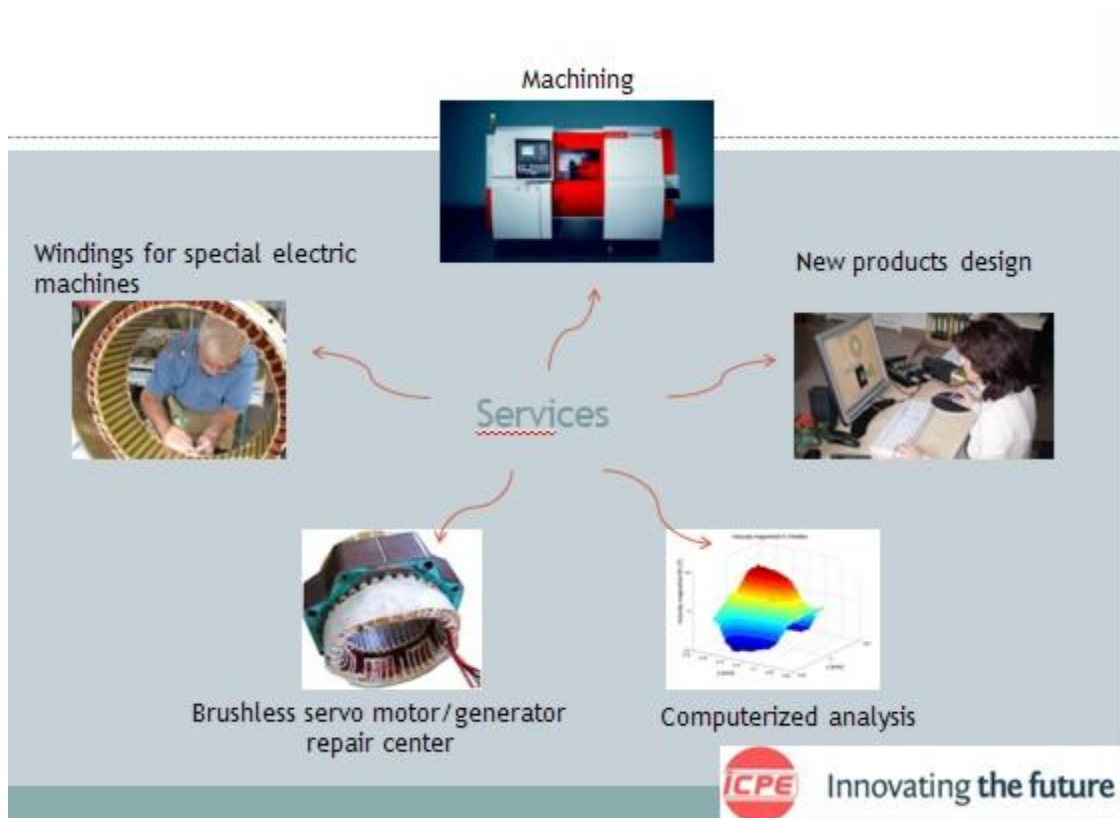 Machining
Windings for special electric
machines
New products design
Services
Brushless servo motor/generator
repair center
Computerized analysis
iCPE
Innovating the future